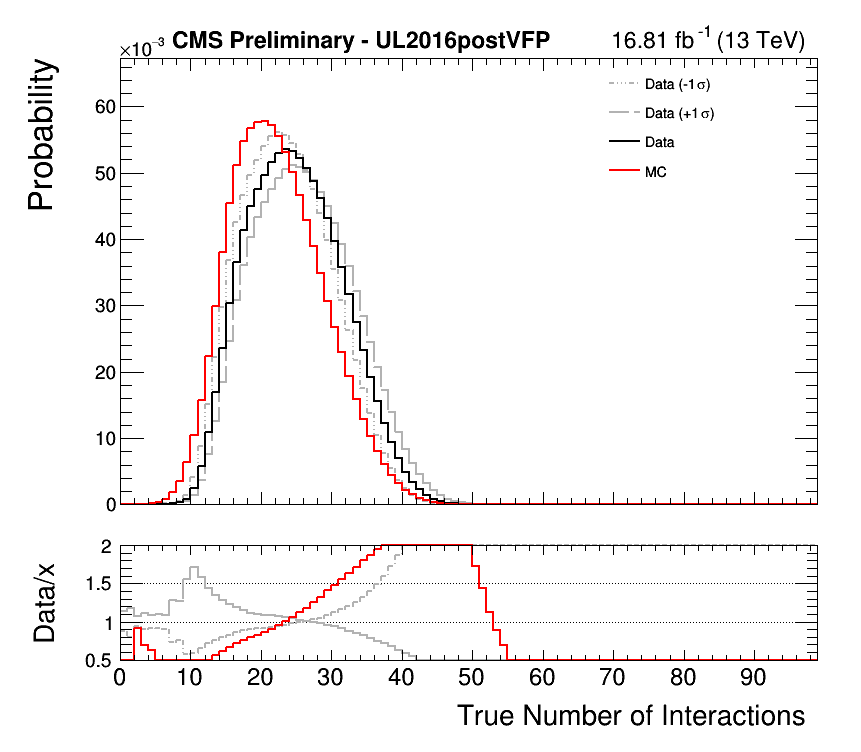 ×10⁻³ CMS Preliminary - UL2016postVFP 16.81 fb⁻¹ (13 TeV)
Probability
Data (-1σ)
Data (+1σ)
Data
MC
60
50
40
30
20
10
0
Data/x
2
1.5
1
0.5
0 10 20 30 40 50 60 70 80 90
True Number of Interactions